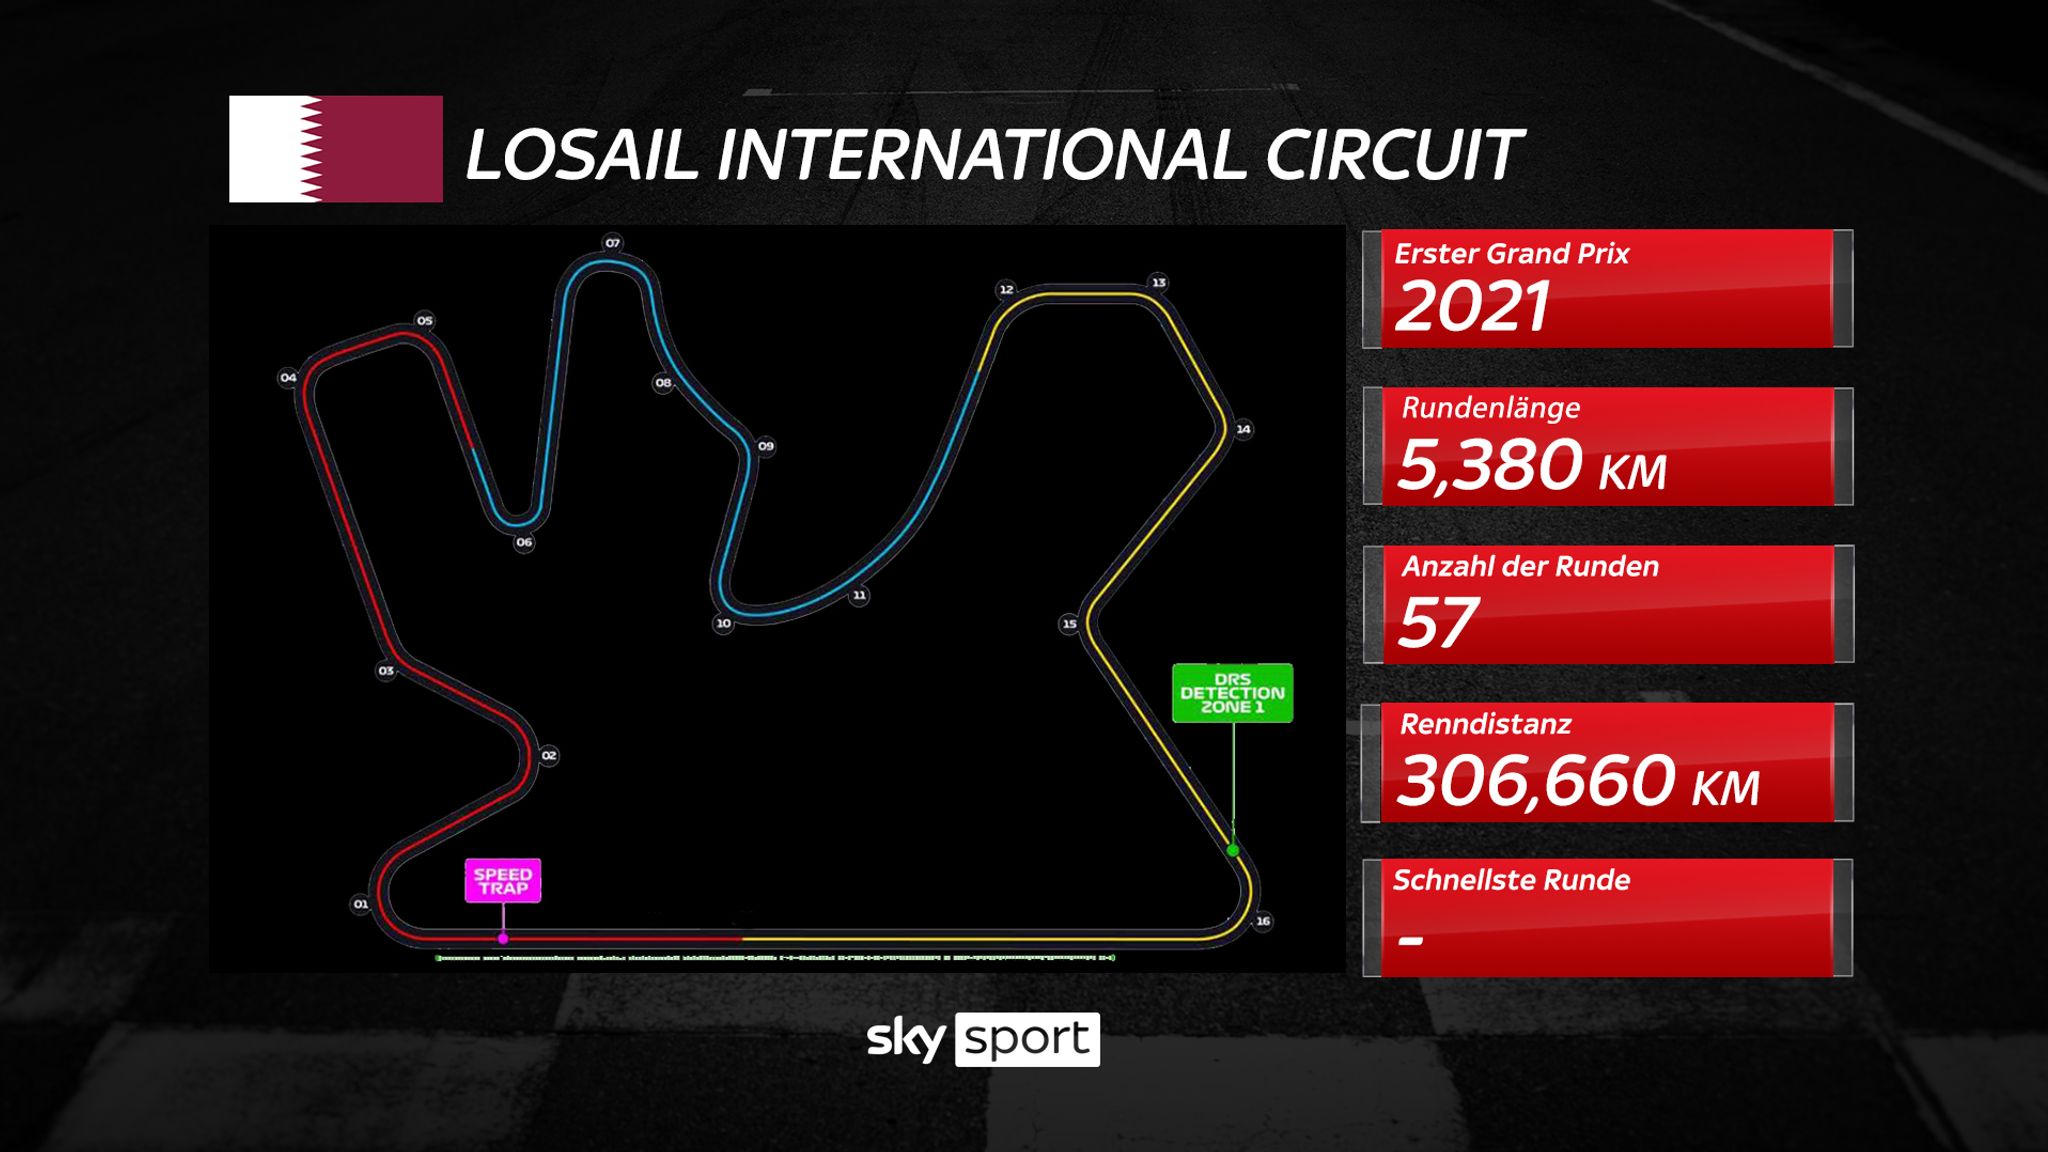 LOSAIL INTERNATIONAL CIRCUIT
07
12
13
05
04
14
08
09
06
11
10
15
03
DRS
DETECTION
ZONE 1
02
SPEED
TRAP
01
16
Erster Grand Prix
2021
Rundenlänge
5,380 KM
Anzahl der Runden
57
Renndistanz
306,660 KM
Schnellste Runde
-
sky sport